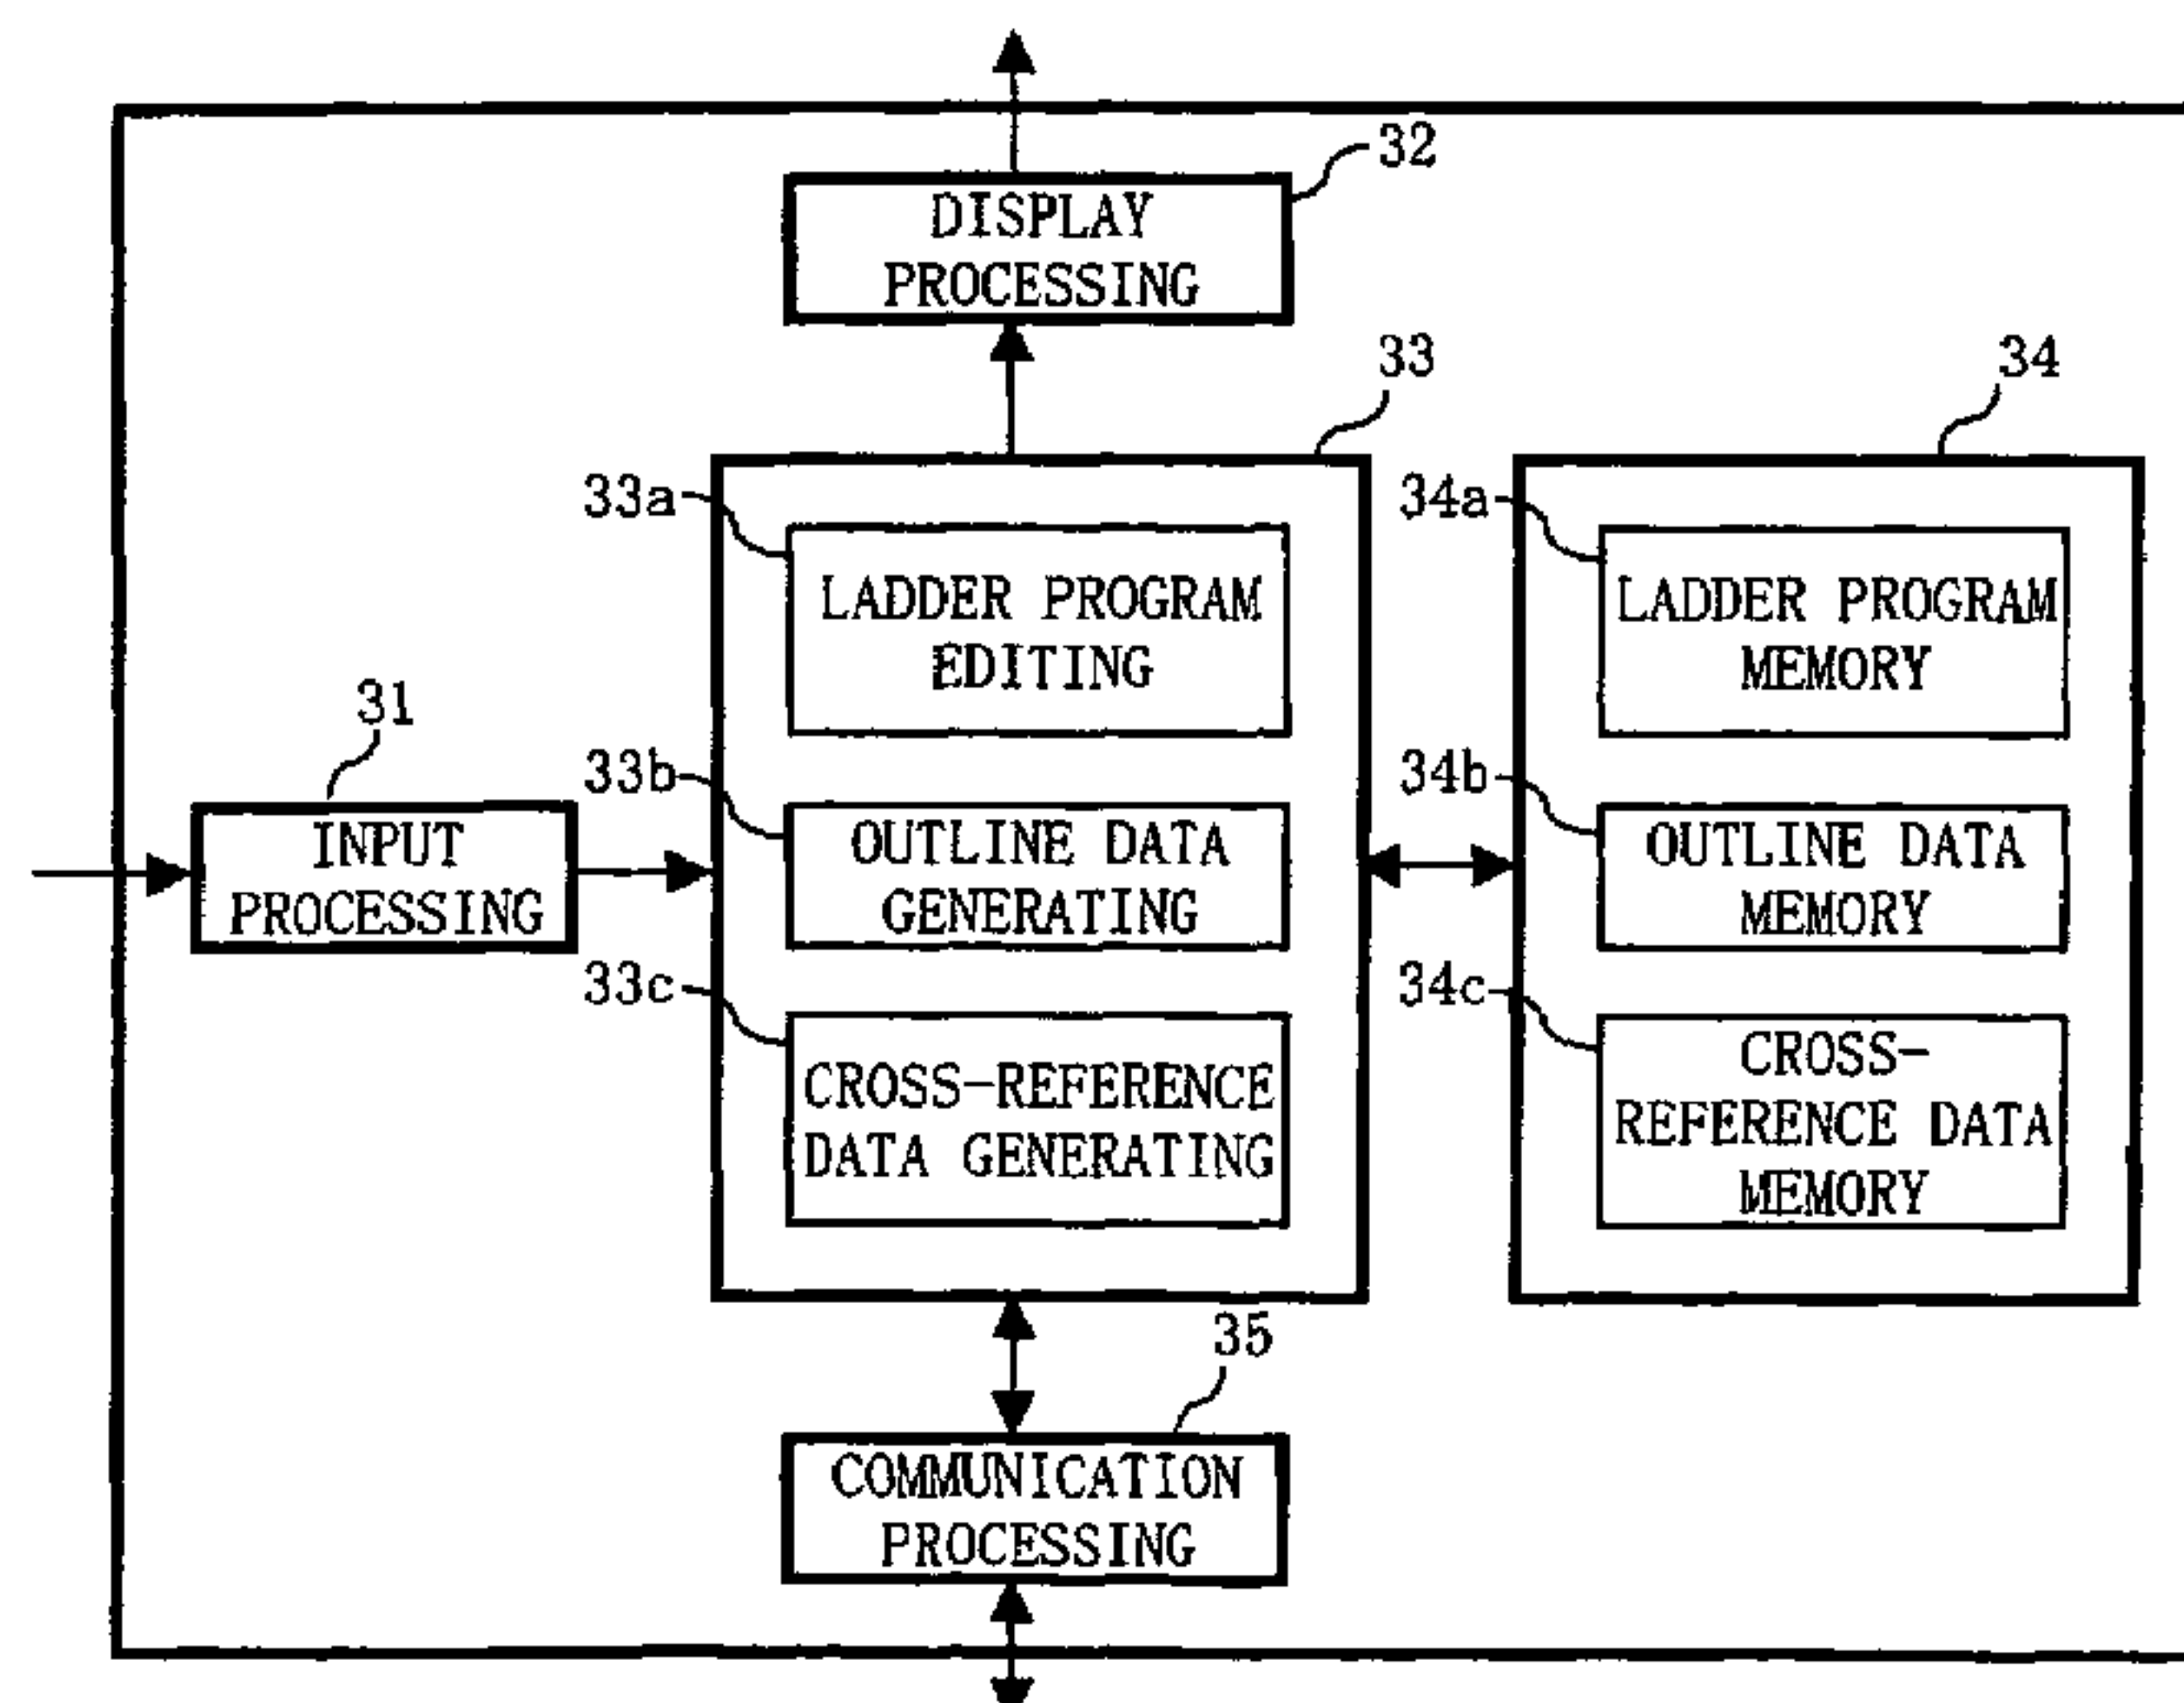 32
DISPLAY
PROCESSING
33
34
33a
LADDER PROGRAM
EDITING
34a
LADDER PROGRAM
MEMORY
31
INPUT
PROCESSING
33b
OUTLINE DATA
GENERATING
34b
OUTLINE DATA
MEMORY
33c
CROSS-REFERENCE
DATA GENERATING
34c
CROSS-
REFERENCE DATA
MEMORY
35
COMMUNICATION
PROCESSING